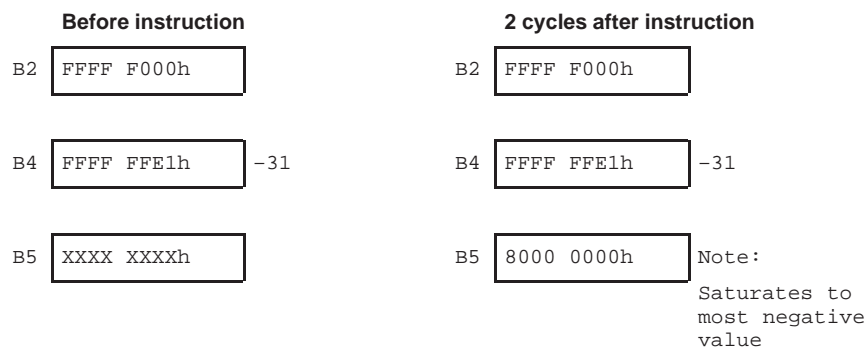 Before instruction
2 cycles after instruction
B2 FFFF F000h
B2 FFFF F000h
B4 FFFF FFE1h –31
B4 FFFF FFE1h –31
B5 XXXX XXXXh
B5 8000 0000h Note:
Saturates to
most negative
value